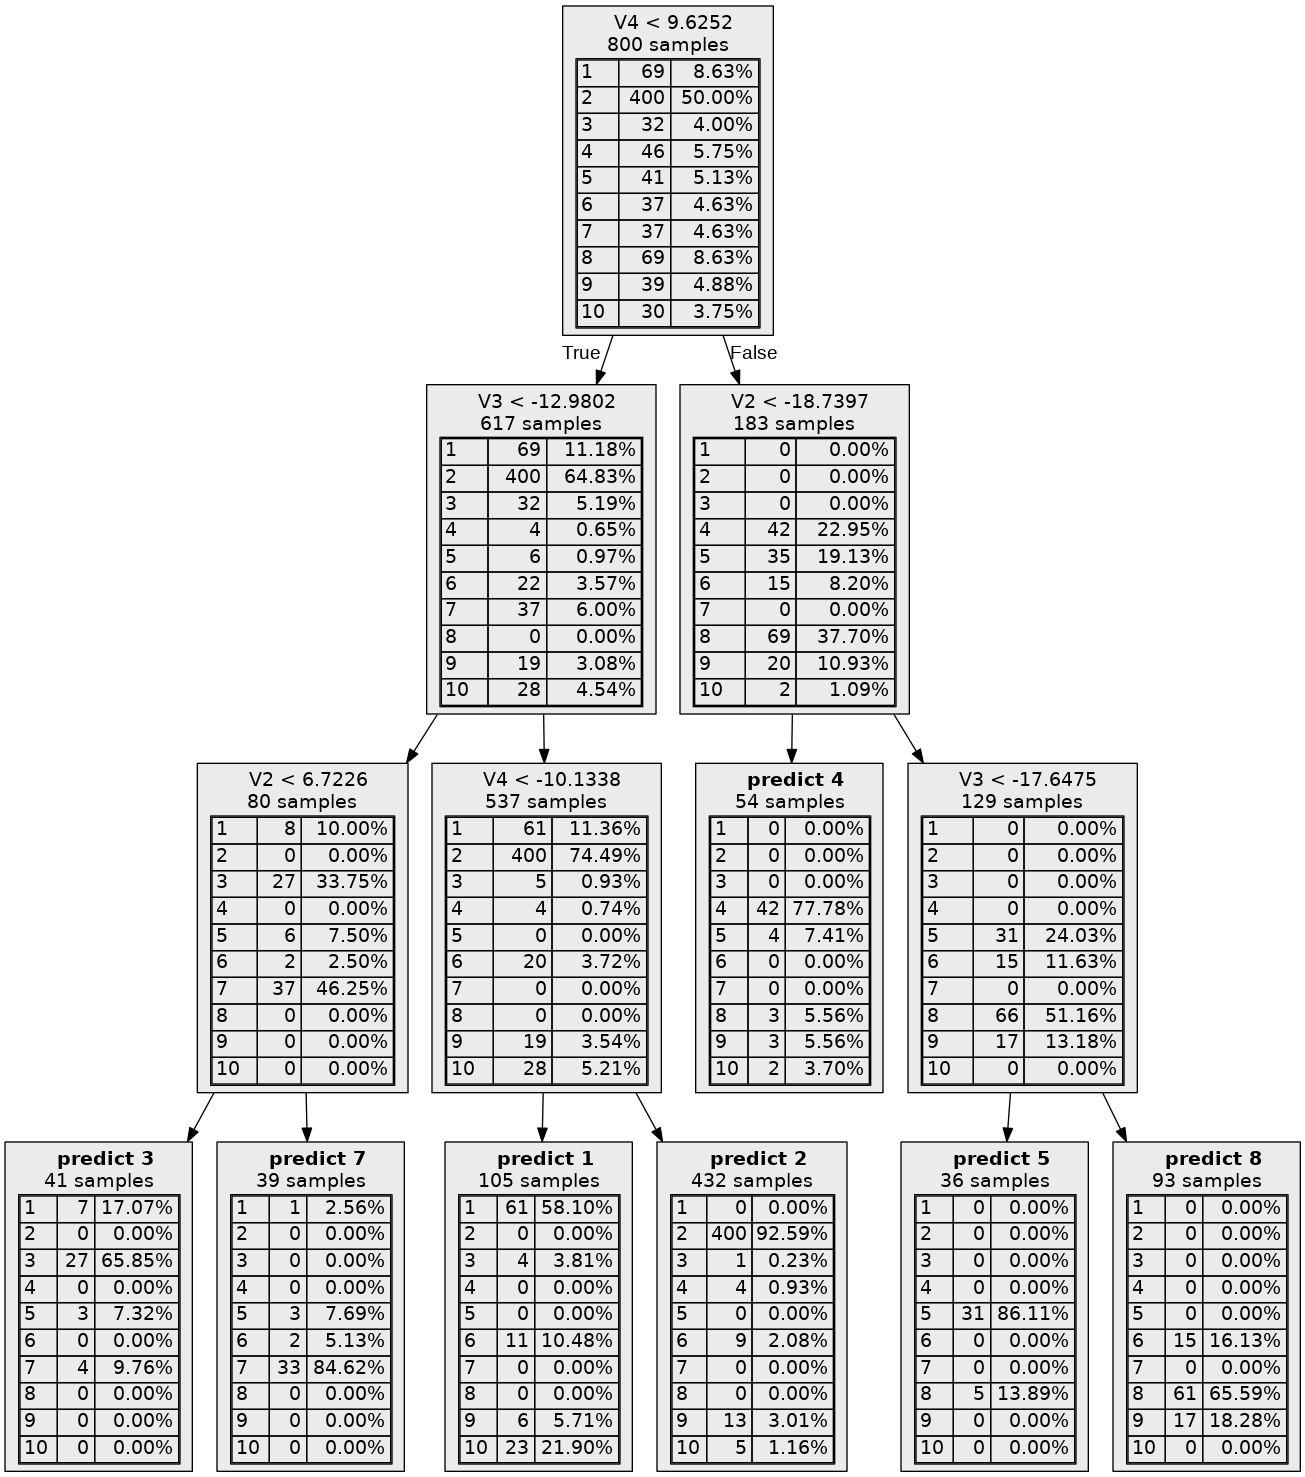 V4 < 9.6252
800 samples
1 69 8.63%
2 400 50.00%
3 32 4.00%
4 46 5.75%
5 41 5.13%
6 37 4.63%
7 37 4.63%
8 69 8.63%
9 39 4.88%
10 30 3.75%
True
False
V3 < -12.9802
617 samples
1 69 11.18%
2 400 64.83%
3 32 5.19%
4 4 0.65%
5 6 0.97%
6 22 3.57%
7 37 6.00%
8 0 0.00%
9 19 3.08%
10 28 4.54%
V2 < -18.7397
183 samples
1 0 0.00%
2 0 0.00%
3 0 0.00%
4 42 22.95%
5 35 19.13%
6 15 8.20%
7 0 0.00%
8 69 37.70%
9 20 10.93%
10 2 1.09%
V2 < 6.7226
80 samples
1 8 10.00%
2 0 0.00%
3 27 33.75%
4 0 0.00%
5 6 7.50%
6 2 2.50%
7 37 46.25%
8 0 0.00%
9 0 0.00%
10 0 0.00%
V4 < -10.1338
537 samples
1 61 11.36%
2 400 74.49%
3 5 0.93%
4 4 0.74%
5 0 0.00%
6 20 3.72%
7 0 0.00%
8 0 0.00%
9 19 3.54%
10 28 5.21%
predict 4
54 samples
1 0 0.00%
2 0 0.00%
3 0 0.00%
4 42 77.78%
5 4 7.41%
6 0 0.00%
7 0 0.00%
8 3 5.56%
9 3 5.56%
10 2 3.70%
V3 < -17.6475
129 samples
1 0 0.00%
2 0 0.00%
3 0 0.00%
4 0 0.00%
5 31 24.03%
6 15 11.63%
7 0 0.00%
8 66 51.16%
9 17 13.18%
10 0 0.00%
predict 3
41 samples
1 7 17.07%
2 0 0.00%
3 27 65.85%
4 0 0.00%
5 3 7.32%
6 0 0.00%
7 4 9.76%
8 0 0.00%
9 0 0.00%
10 0 0.00%
predict 7
39 samples
1 1 2.56%
2 0 0.00%
3 0 0.00%
4 0 0.00%
5 3 7.69%
6 2 5.13%
7 33 84.62%
8 0 0.00%
9 0 0.00%
10 0 0.00%
predict 1
105 samples
1 61 58.10%
2 0 0.00%
3 4 3.81%
4 0 0.00%
5 0 0.00%
6 11 10.48%
7 0 0.00%
8 0 0.00%
9 6 5.71%
10 23 21.90%
predict 2
432 samples
1 0 0.00%
2 400 92.59%
3 1 0.23%
4 4 0.93%
5 0 0.00%
6 9 2.08%
7 0 0.00%
8 0 0.00%
9 13 3.01%
10 5 1.16%
predict 5
36 samples
1 0 0.00%
2 0 0.00%
3 0 0.00%
4 0 0.00%
5 31 86.11%
6 0 0.00%
7 0 0.00%
8 5 13.89%
9 0 0.00%
10 0 0.00%
predict 8
93 samples
1 0 0.00%
2 0 0.00%
3 0 0.00%
4 0 0.00%
5 0 0.00%
6 15 16.13%
7 0 0.00%
8 61 65.59%
9 17 18.28%
10 0 0.00%